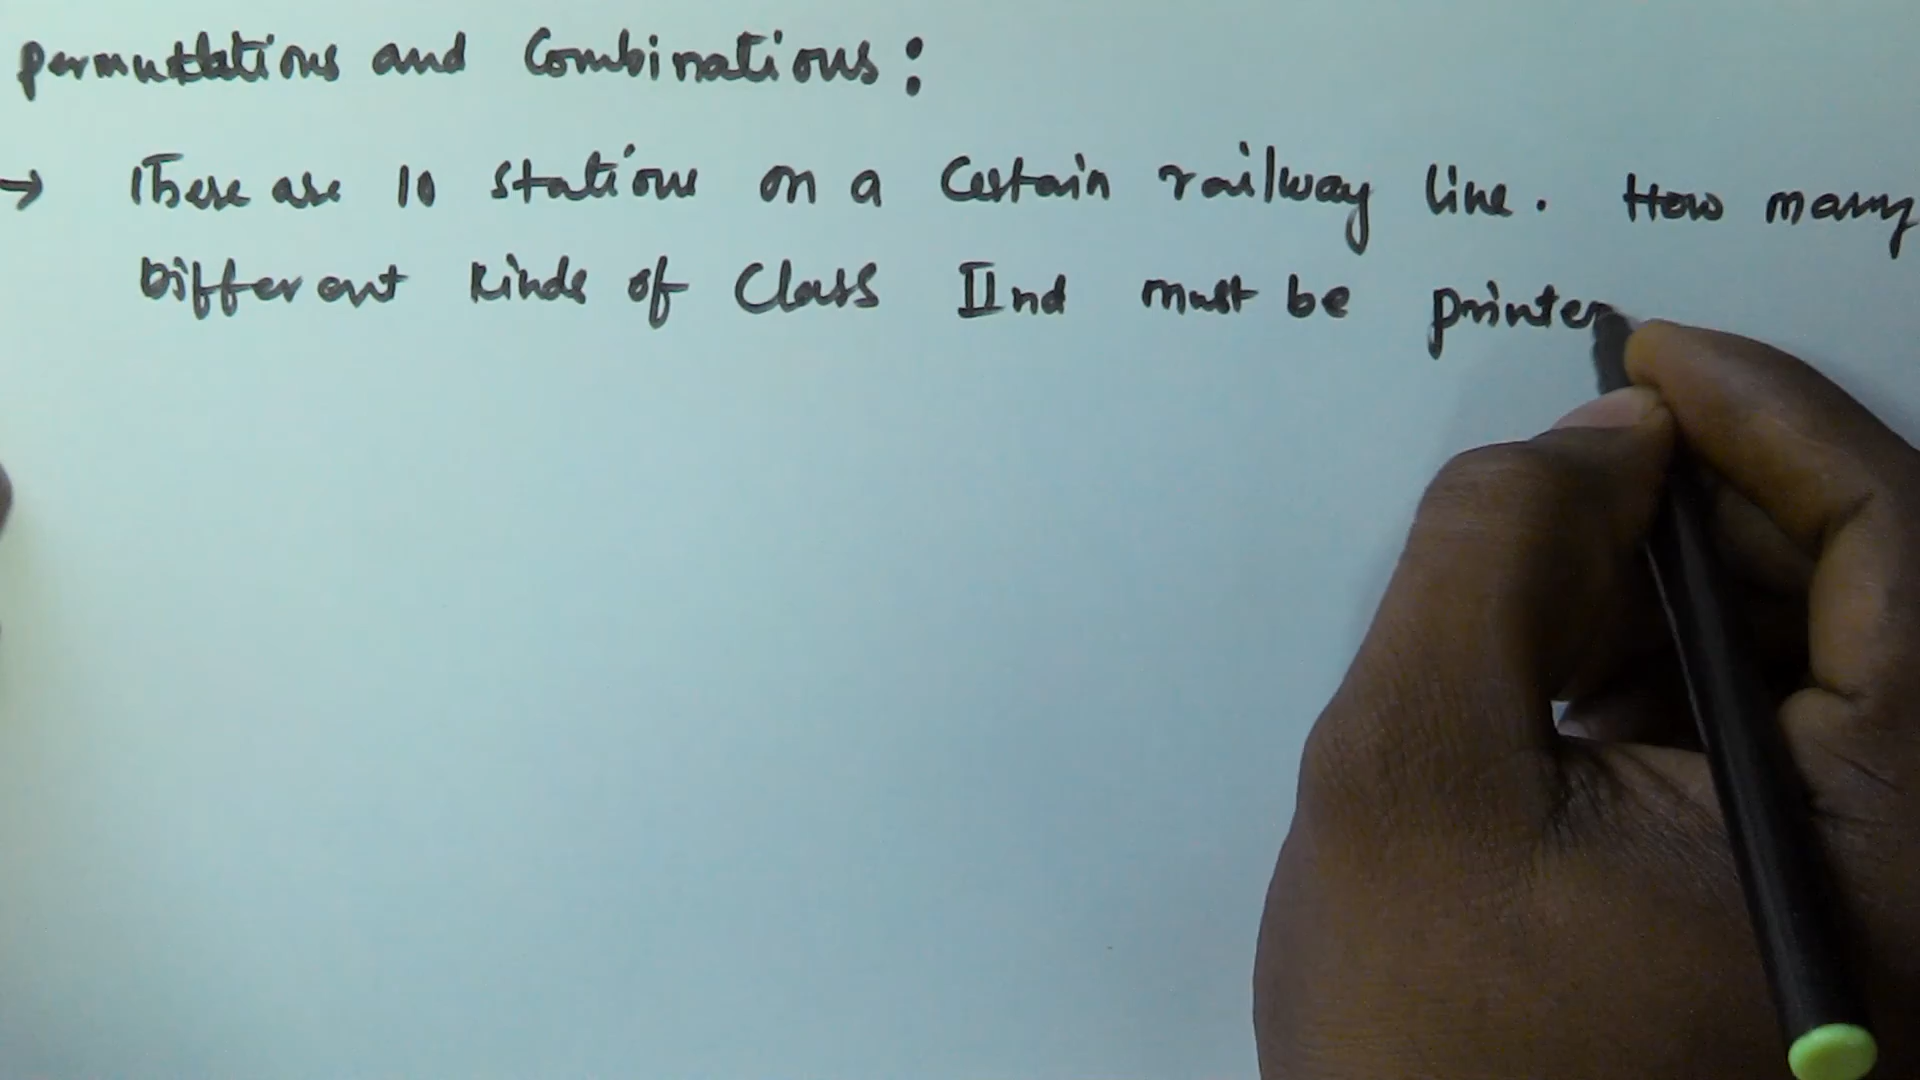 Permutations and Combinations:
→ There are 10 stations on a certain railway line. How many
Different kinds of Class IInd must be printe